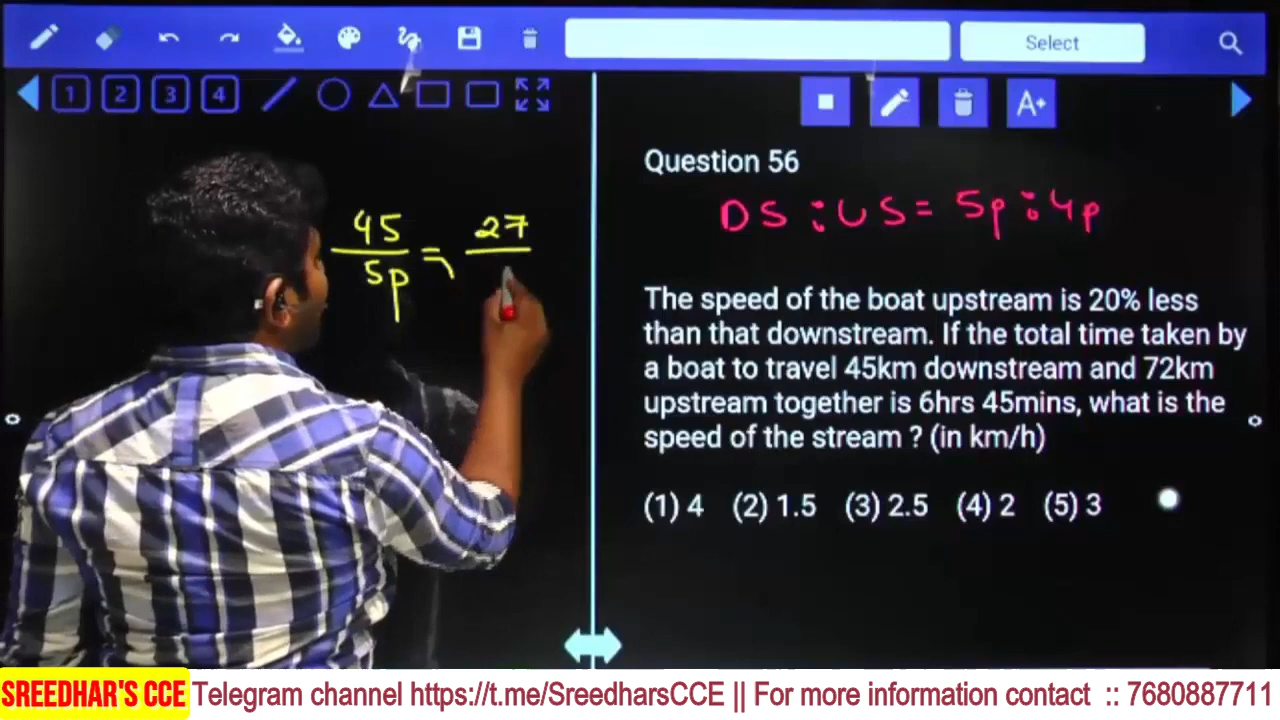 Select
1 2 3 4
A+
Question 56
DS : US = 5p : 4p
45
5p
=
27
The speed of the boat upstream is 20% less
than that downstream. If the total time taken by
a boat to travel 45km downstream and 72km
upstream together is 6hrs 45mins, what is the
speed of the stream ? (in km/h)
(1) 4 (2) 1.5 (3) 2.5 (4) 2 (5) 3
SREEDHAR'S CCE Telegram channel https://t.me/SreedharsCCE || For more information contact :: 7680887711